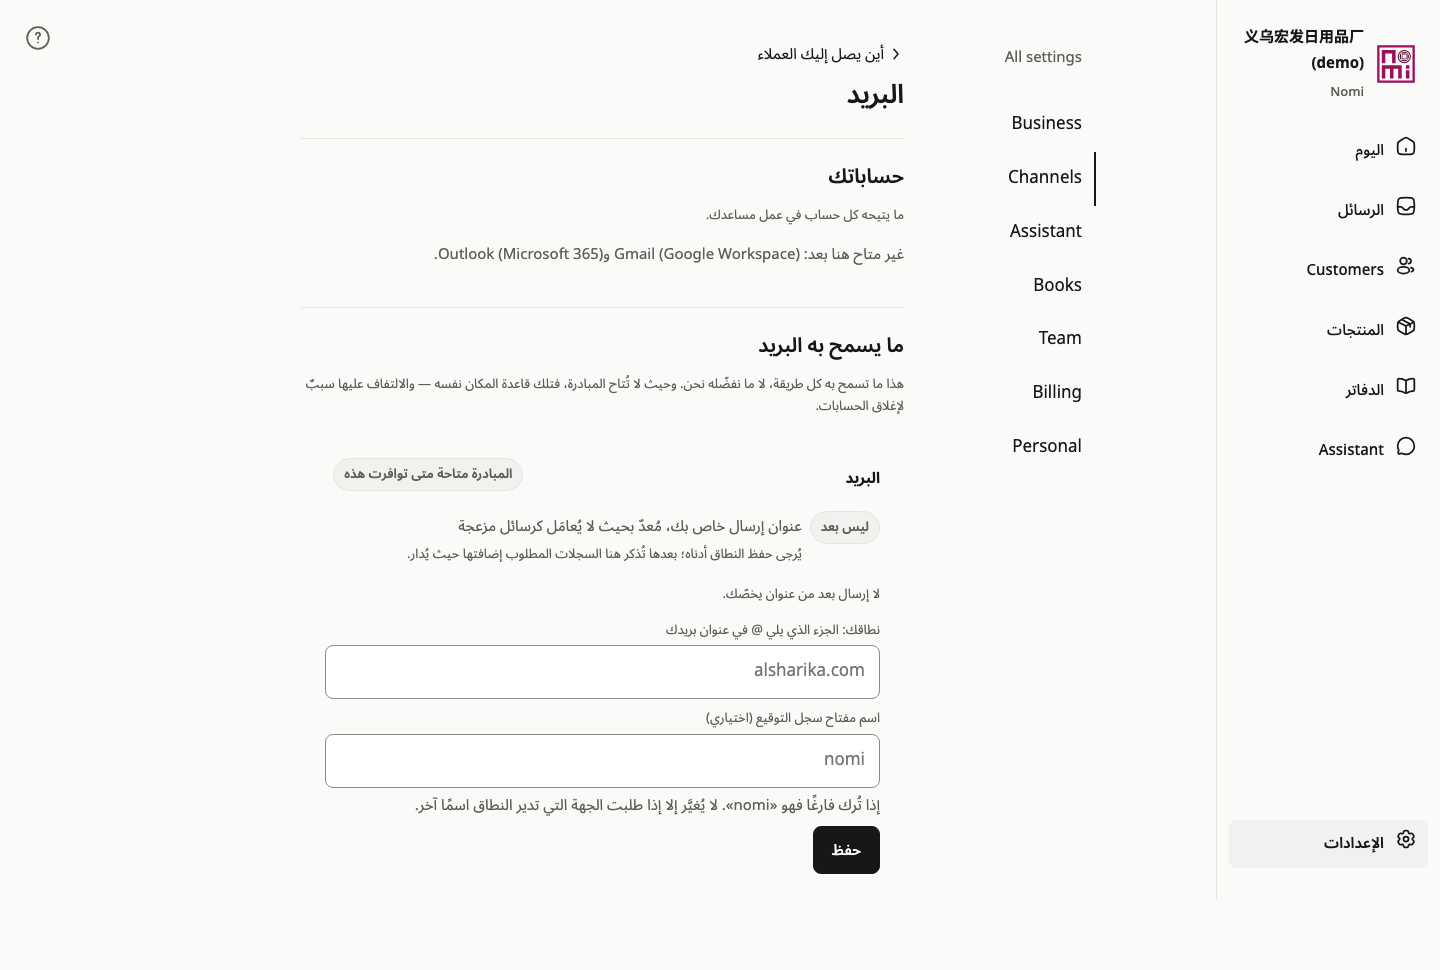 义乌宏发日用品厂
(demo)
Nomi
اليوم
الرسائل
Customers
المنتجات
الدفاتر
Assistant
الإعدادات
All settings
Business
Channels
Assistant
Books
Team
Billing
Personal
أين يصل إليك العملاء
البريد
حساباتك
ما يتيحه كل حساب في عمل مساعدك.
غير متاح هنا بعد: Gmail (Google Workspace) وOutlook (Microsoft 365).
ما يسمح به البريد
هذا ما تسمح به كل طريقة، لا ما نفضّله نحن. وحيث لا تُتاح المبادرة، فتلك قاعدة المكان نفسه — والالتفاف عليها سببٌ
لإغلاق الحسابات.
البريد
المبادرة متاحة متى توافرت هذه
ليس بعد
عنوان إرسال خاص بك، مُعدّ بحيث لا يُعامَل كرسائل مزعجة
يُرجى حفظ النطاق أدناه؛ بعدها تُذكر هنا السجلات المطلوب إضافتها حيث يُدار.
لا إرسال بعد من عنوان يخصّك.
نطاقك: الجزء الذي يلي @ في عنوان بريدك
alsharika.com
اسم مفتاح سجل التوقيع (اختياري)
nomi
إذا تُرك فارغًا فهو «nomi». لا يُغيَّر إلا إذا طلبت الجهة التي تدير النطاق اسمًا آخر.
حفظ